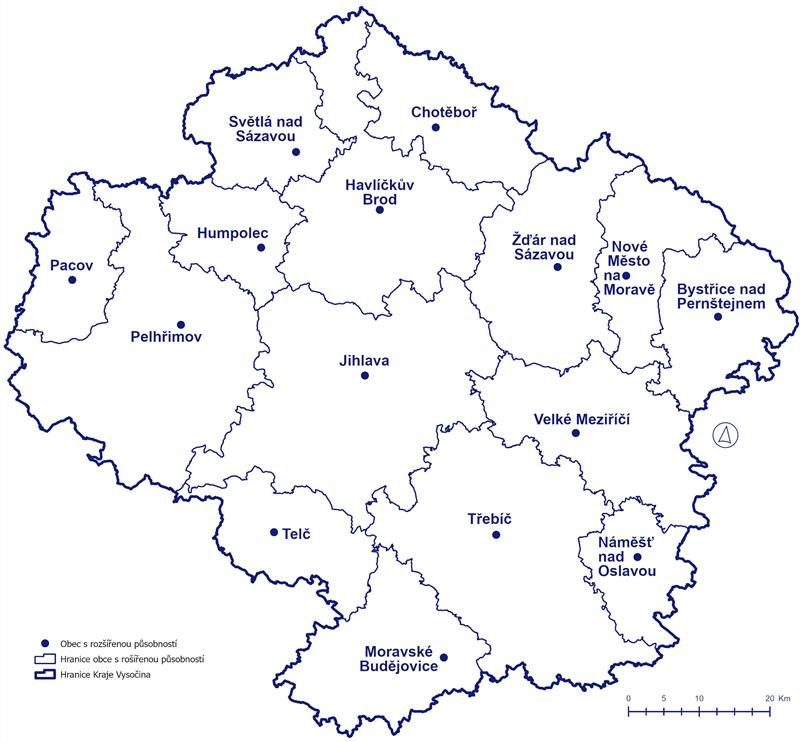 Chotěboř
Světlá nad
Sázavou
Havlíčkův
Brod
Humpolec
Žďár nad
Sázavou
Nové
Město
na
Moravě
Pacov
Bystřice nad
Pernštejnem
Pelhřimov
Jihlava
Velké Meziříčí
Třebíč
Telč
Náměšť
nad
Oslavou
Moravské
Budějovice
Obec s rozšířenou působností
Hranice obce s rošířenou působností
Hranice Kraje Vysočina
0 5 10 20 Km